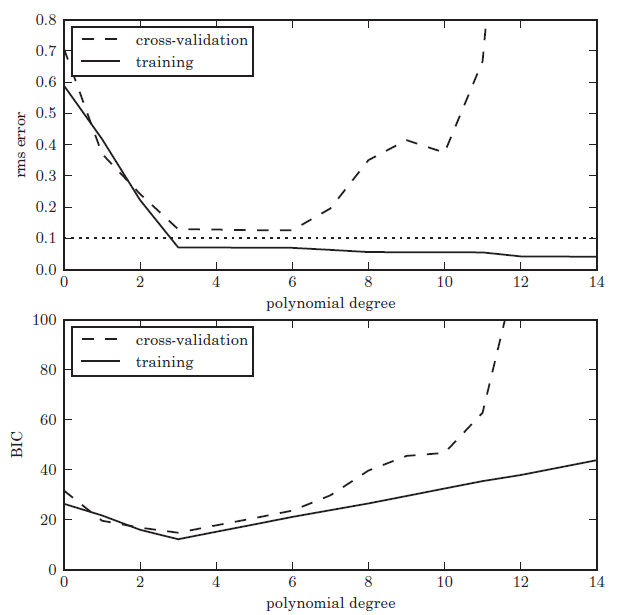 0.8
0.7
0.6
0.5
0.4
0.3
0.2
0.1
0.0
rms error
cross-validation
training
0 2 4 6 8 10 12 14
polynomial degree
100
80
60
40
20
0
BIC
cross-validation
training
0 2 4 6 8 10 12 14
polynomial degree